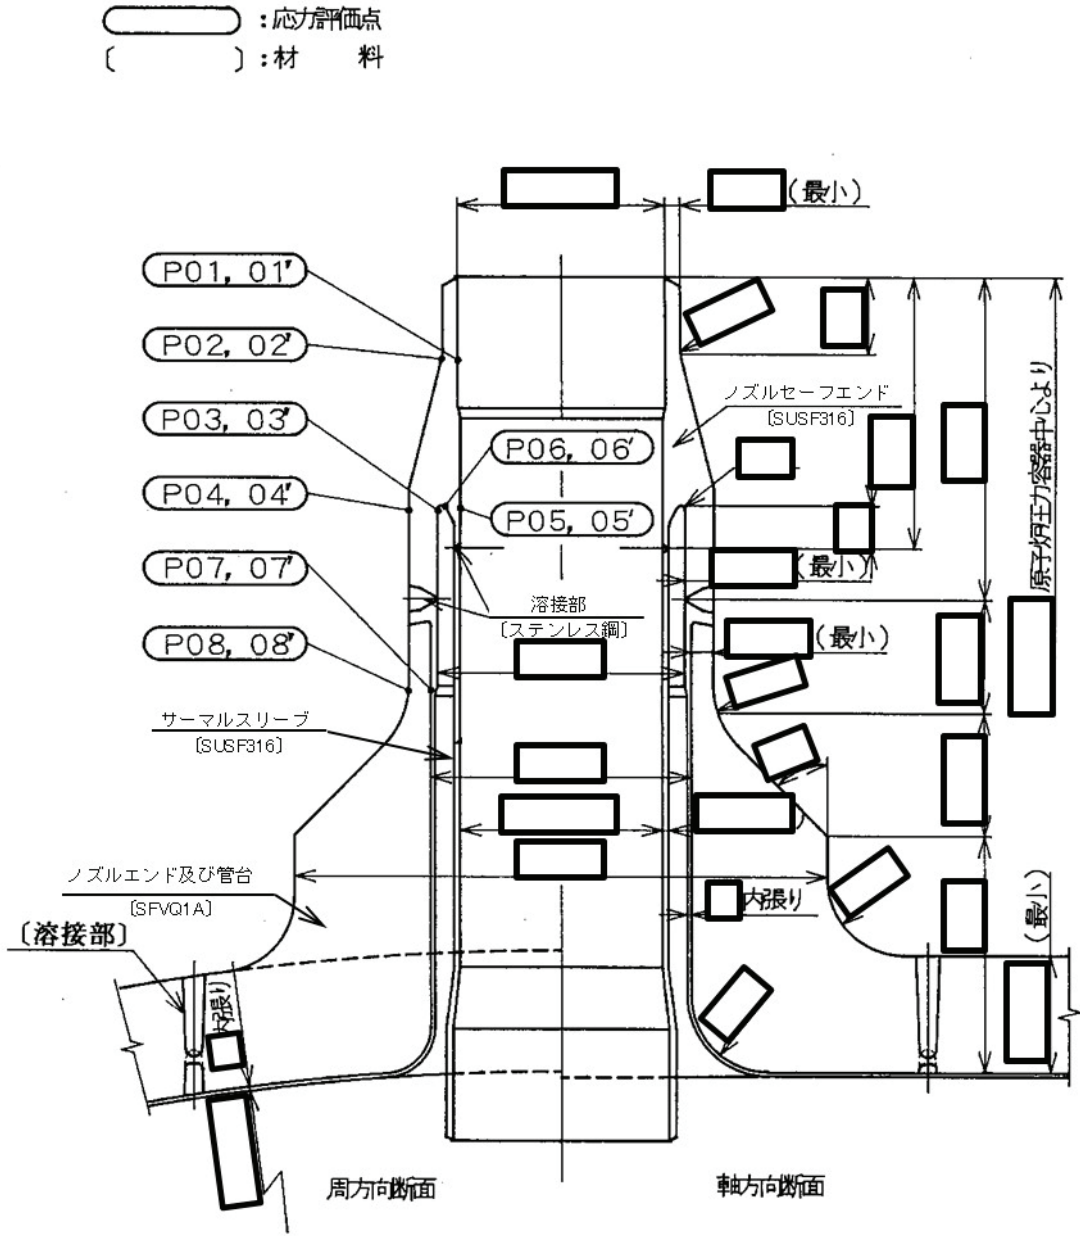 ：応力評価点
〔　　〕：材　料
（最小）
P01, 01'
P02, 02'
P03, 03'
P04, 04'
P05, 05'
P06, 06'
P07, 07'
P08, 08'
ノズルセーフエンド
〔SUSF316〕
原子炉圧力容器中心より
（最小）
溶接部
〔ステンレス鋼〕
（最小）
サーマルスリーブ
〔SUSF316〕
ノズルエンド及び管台
〔SFVQ1A〕
〔溶接部〕
内張り
内張り
（最小）
周方向断面
軸方向断面